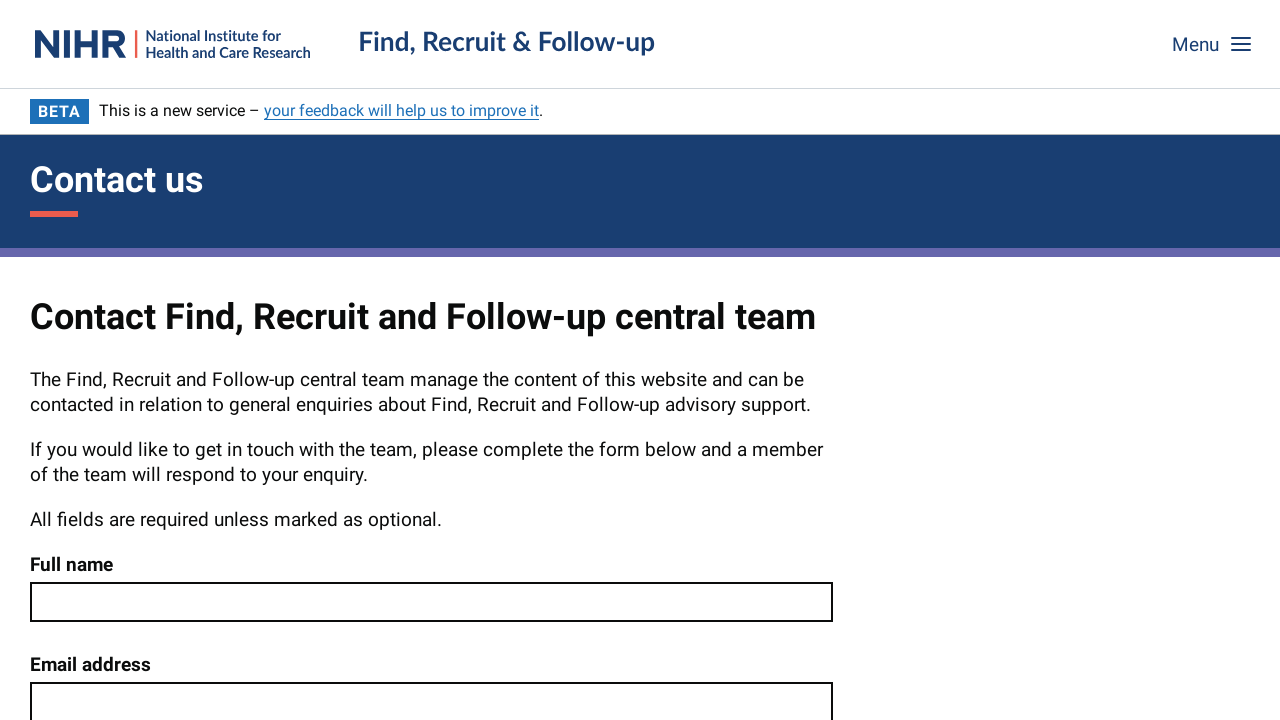 NIHR
National Institute for
Health and Care Research
Find, Recruit & Follow-up
Menu
BETA
This is a new service – your feedback will help us to improve it.
Contact us
Contact Find, Recruit and Follow-up central team
The Find, Recruit and Follow-up central team manage the content of this website and can be
contacted in relation to general enquiries about Find, Recruit and Follow-up advisory support.
If you would like to get in touch with the team, please complete the form below and a member
of the team will respond to your enquiry.
All fields are required unless marked as optional.
Full name
Email address